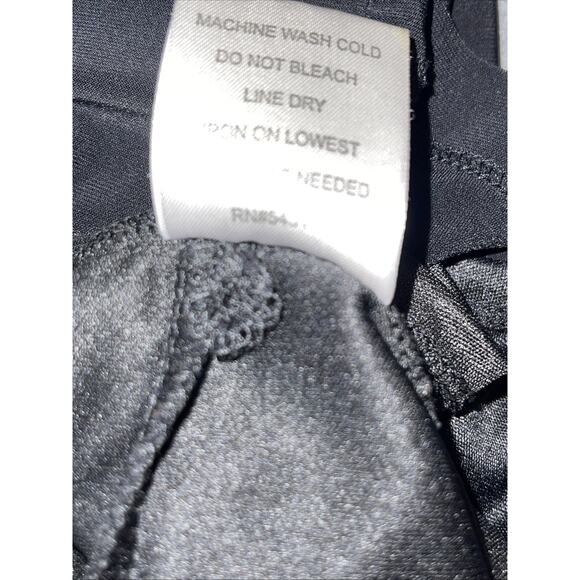 MACHINE WASH COLD
DO NOT BLEACH
LINE DRY
IRON ON LOWEST
NEEDED